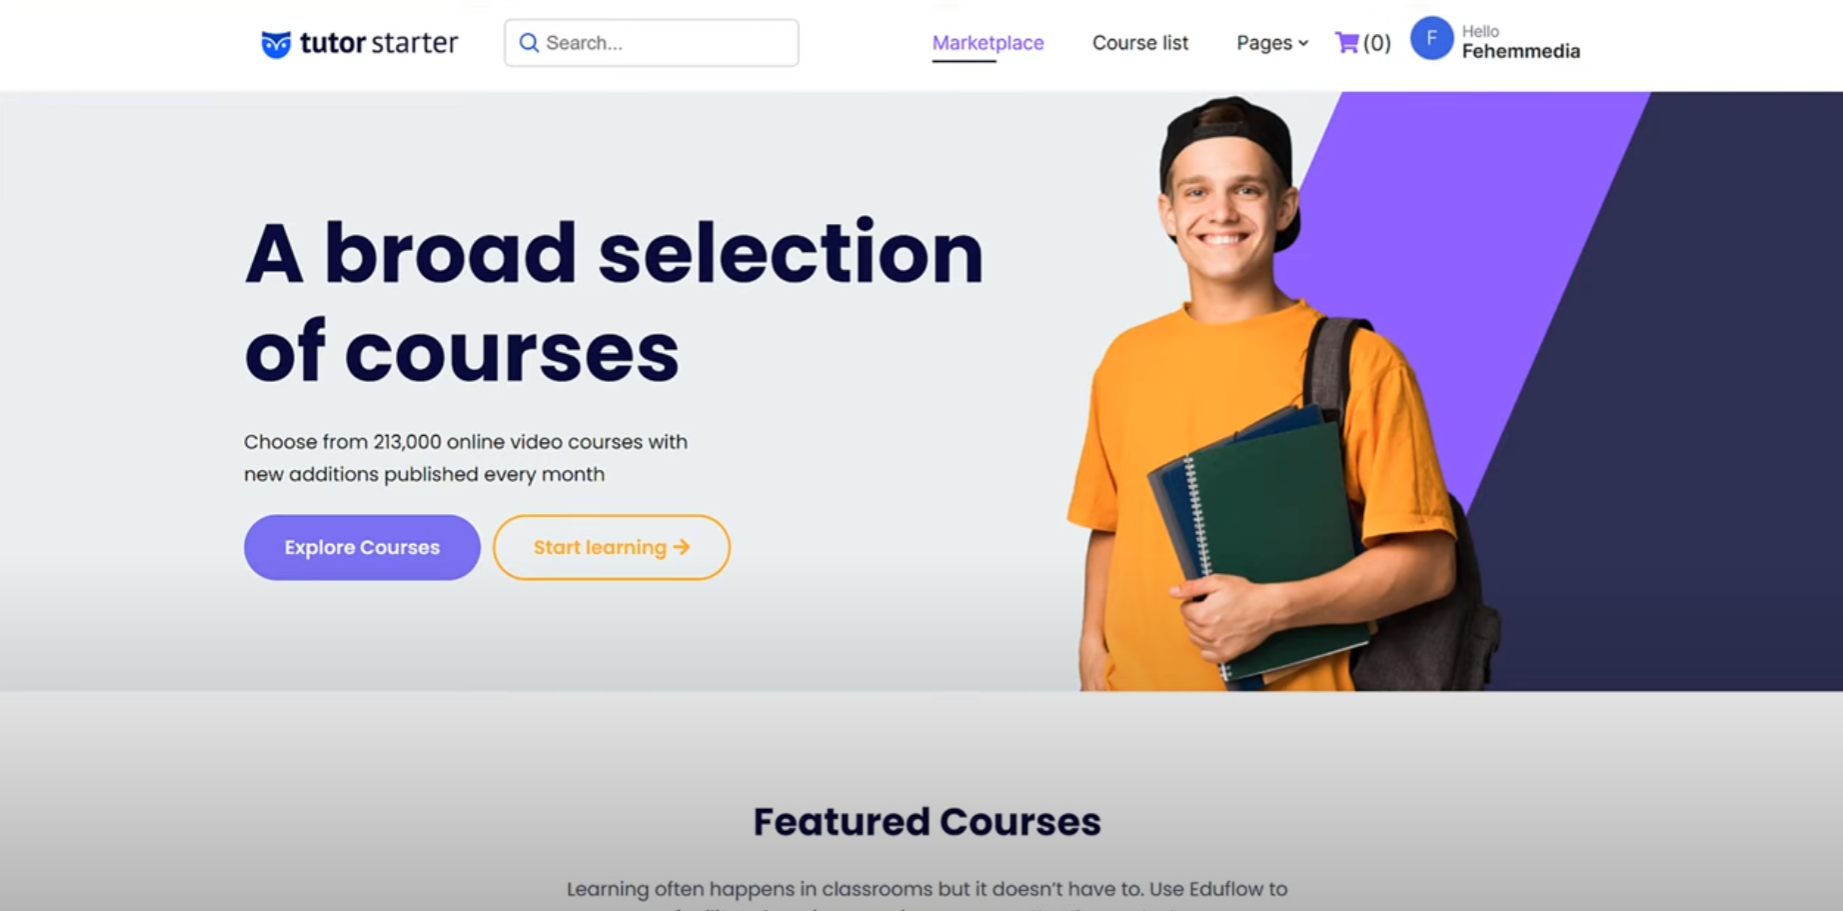 tutor starter
Search...
Marketplace
Course list
Pages
(0)
F
Hello
Fehemmedia
A broad selection
of courses
Choose from 213,000 online video courses with
new additions published every month
Explore Courses
Start learning →
Featured Courses
Learning often happens in classrooms but it doesn't have to. Use Eduflow to